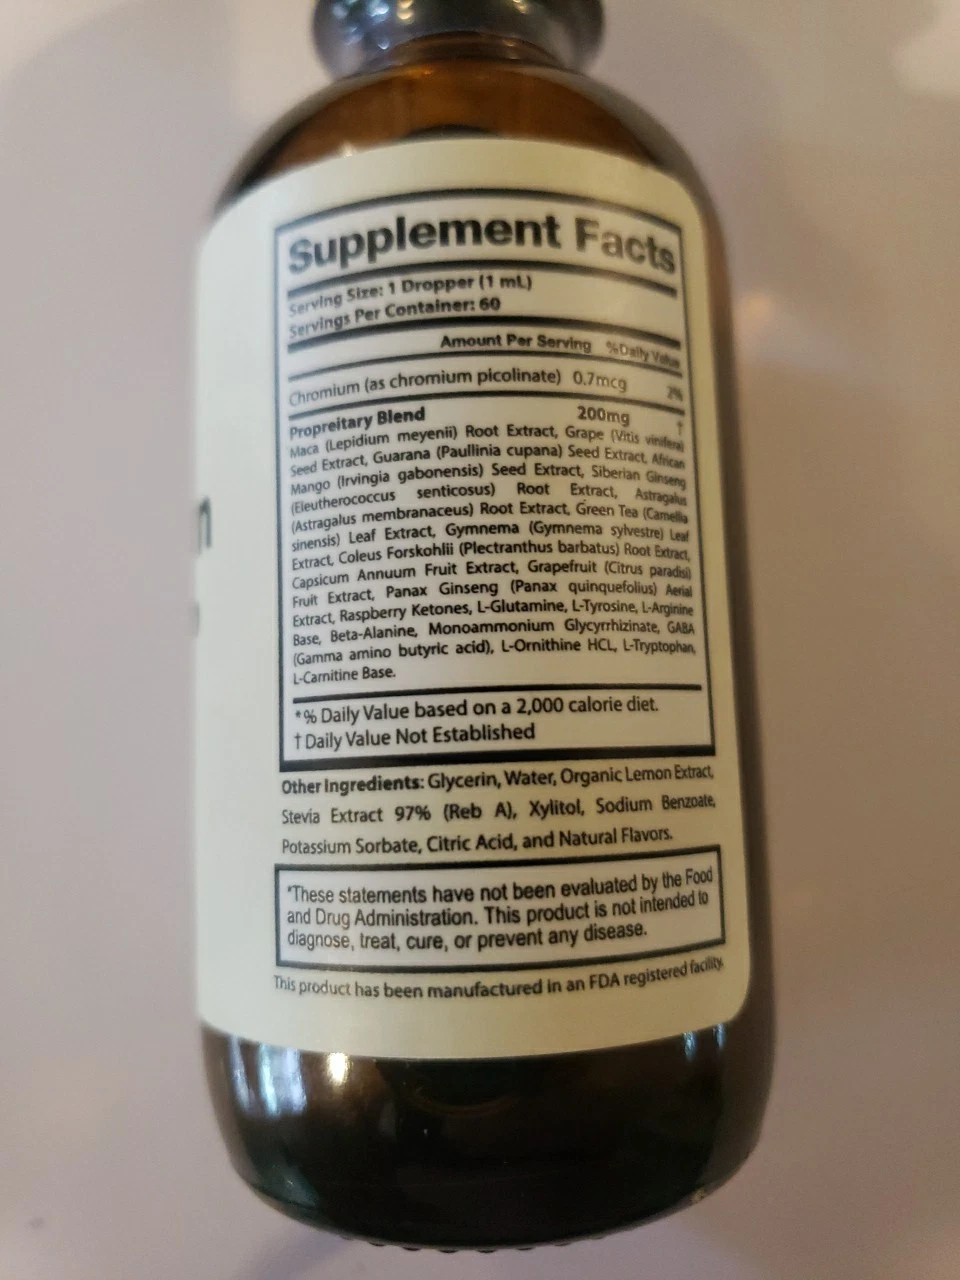 Supplement Facts
Serving Size: 1 Dropper (1 mL)
Servings Per Container: 60
Amount Per Serving %Daily Value
Chromium (as chromium picolinate) 0.7mcg 2%
Propreitary Blend 200mg †
Maca (Lepidium meyenii) Root Extract, Grape (Vitis vinifera)
Seed Extract, Guarana (Paullinia cupana) Seed Extract, African
Mango (Irvingia gabonensis) Seed Extract, Siberian Ginseng
(Eleutherococcus senticosus) Root Extract, Astragalus
(Astragalus membranaceus) Root Extract, Green Tea (Camellia
sinensis) Leaf Extract, Gymnema (Gymnema sylvestre) Leaf
Extract, Coleus Forskohlii (Plectranthus barbatus) Root Extract,
Capsicum Annuum Fruit Extract, Grapefruit (Citrus paradisi)
Fruit Extract, Panax Ginseng (Panax quinquefolius) Aerial
Extract, Raspberry Ketones, L-Glutamine, L-Tyrosine, L-Arginine
Base, Beta-Alanine, Monoammonium Glycyrrhizinate, GABA
(Gamma amino butyric acid), L-Ornithine HCL, L-Tryptophan,
L-Carnitine Base.
*% Daily Value based on a 2,000 calorie diet.
† Daily Value Not Established
Other Ingredients: Glycerin, Water, Organic Lemon Extract,
Stevia Extract 97% (Reb A), Xylitol, Sodium Benzoate,
Potassium Sorbate, Citric Acid, and Natural Flavors.
*These statements have not been evaluated by the Food
and Drug Administration. This product is not intended to
diagnose, treat, cure, or prevent any disease.
This product has been manufactured in an FDA registered facility.